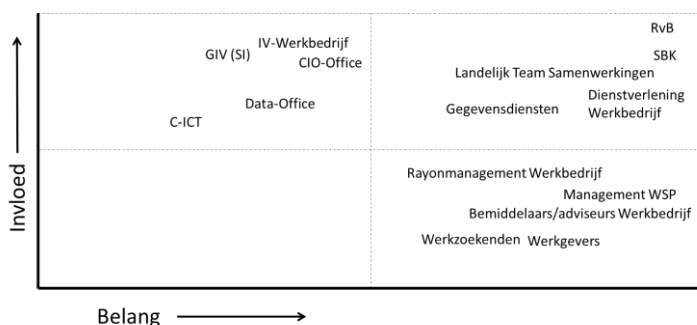 RvB
IV-Werkbedrijf
GIV (SI)
CIO-Office
SBK
Landelijk Team Samenwerkingen
Data-Office
Gegevensdiensten
Dienstverlening
Werkbedrijf
C-ICT
Rayonmanagement Werkbedrijf
Management WSP
Bemiddelaars/adviseurs Werkbedrijf
Werkzoekenden
Werkgevers
Invloed
Belang